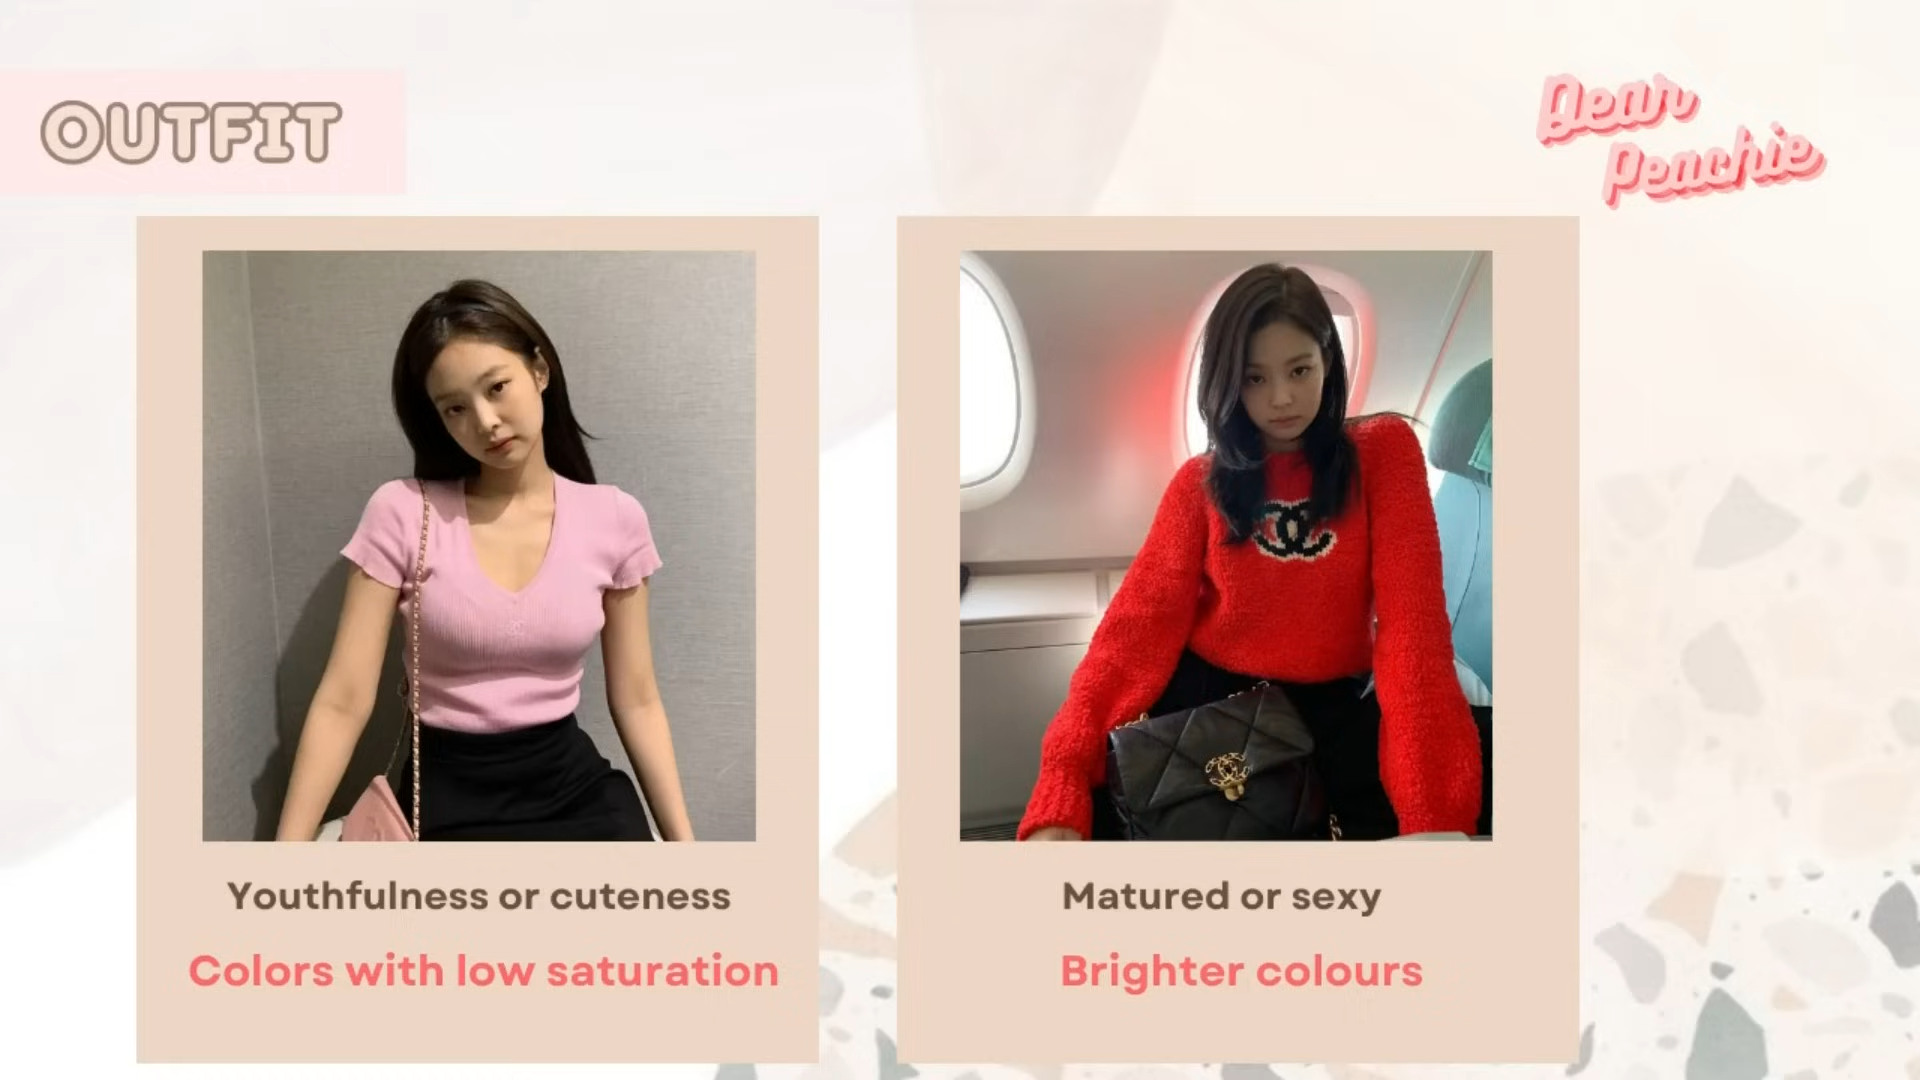 OUTFIT
Dear
Peachie
Youthfulness or cuteness
Colors with low saturation
Matured or sexy
Brighter colours